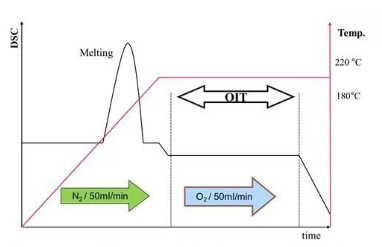 DSC
Temp.
Melting
220 °C
180°C
OIT
N2 / 50ml/min
O2 / 50ml/min
time